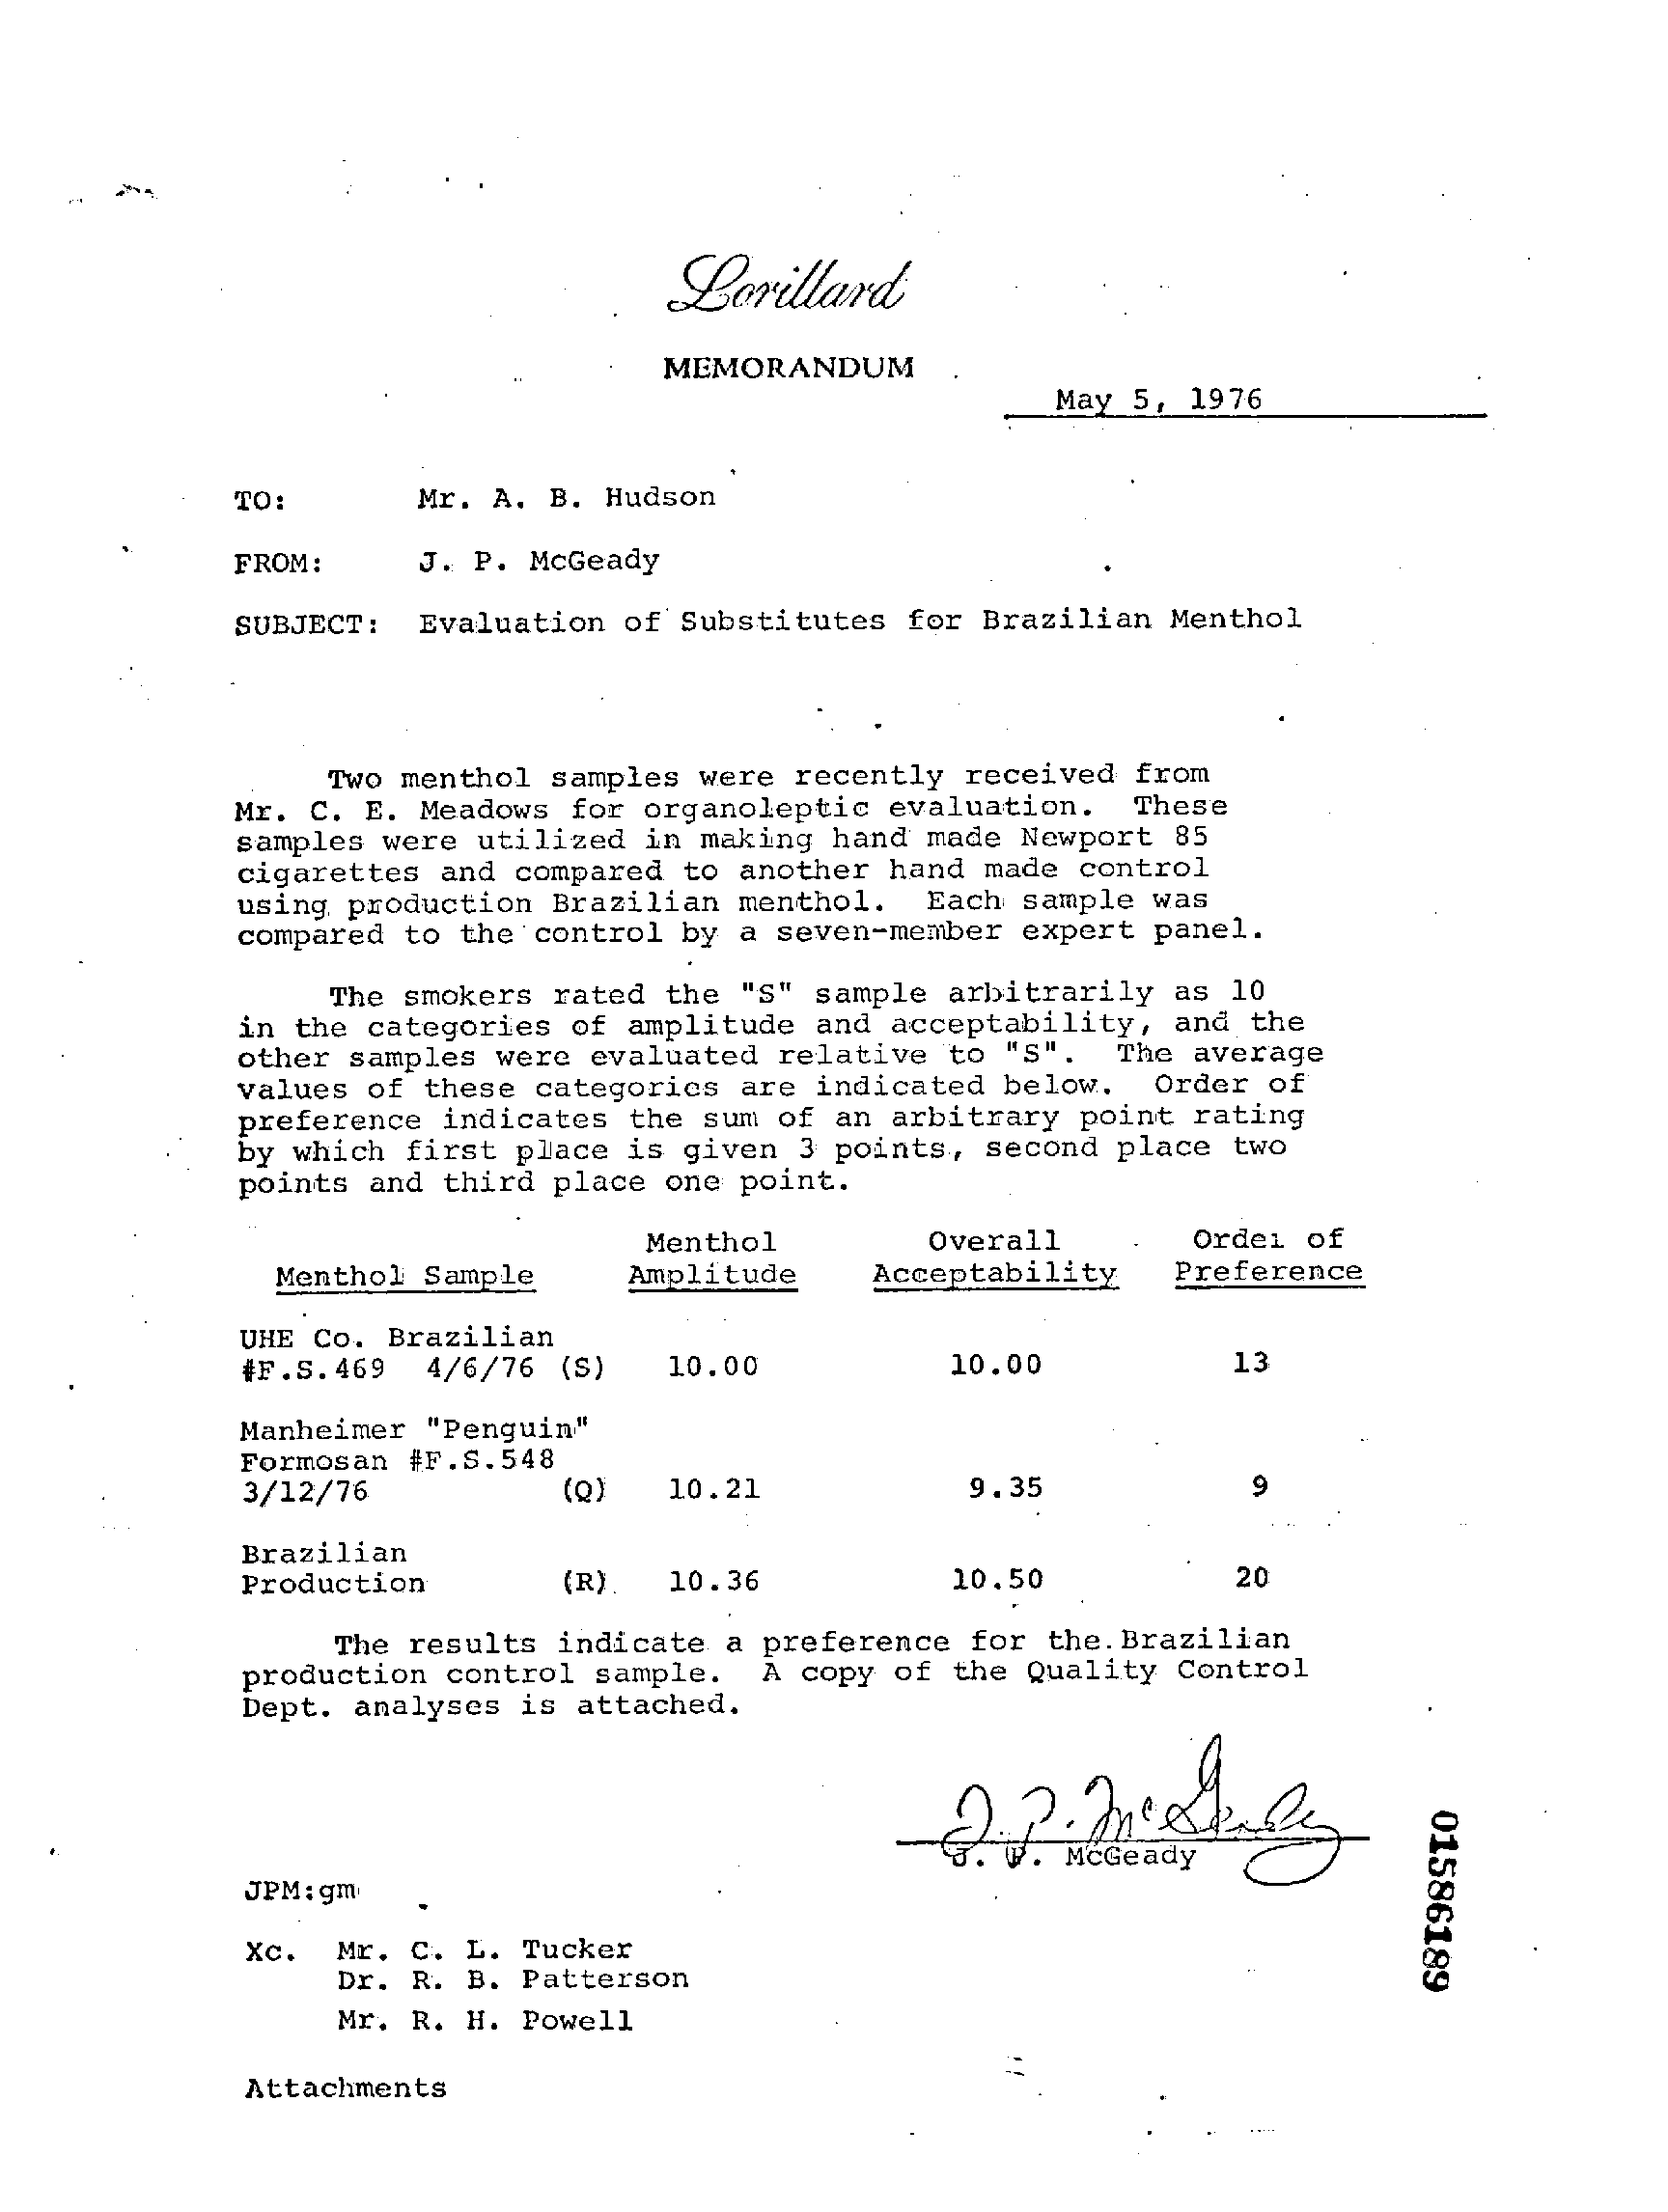 Lorillard
MEMORANDUM
May 5, 1976
TO: Mr. A. B. Hudson
FROM: J. P. McGeady
SUBJECT: Evaluation of Substitutes for Brazilian Menthol
Two menthol samples were recently received from
Mr. C. E. Meadows for organoleptic evaluation. These
samples were utilized in making hand made Newport 85
cigarettes and compared to another hand made control
using production Brazilian menthol. Each sample was
compared to the control by a seven-member expert panel.
The smokers rated the "S" sample arbitrarily as 10
in the categories of amplitude and acceptability, and the
other samples were evaluated relative to "S". The average
values of these categories are indicated below. Order of
preference indicates the sum of an arbitrary point rating
by which first place is given 3 points, second place two
points and third place one point.
Menthol Overall Order of
Menthol Sample Amplitude Acceptability Preference
UHE Co. Brazilian
#F.S.469 4/6/76 (S) 10.00 10.00 13
Manheimer "Penguin"
Formosan #F.S.548
3/12/76 (Q) 10.21 9.35 9
Brazilian
Production (R) 10.36 10.50 20
The results indicate a preference for the Brazilian
production control sample. A copy of the Quality Control
Dept. analyses is attached.
J. P. McGeady
J. P. McGeady
JPM:gm
Xc. Mr. C. L. Tucker
Dr. R. B. Patterson
Mr. R. H. Powell
Attachments
01586189